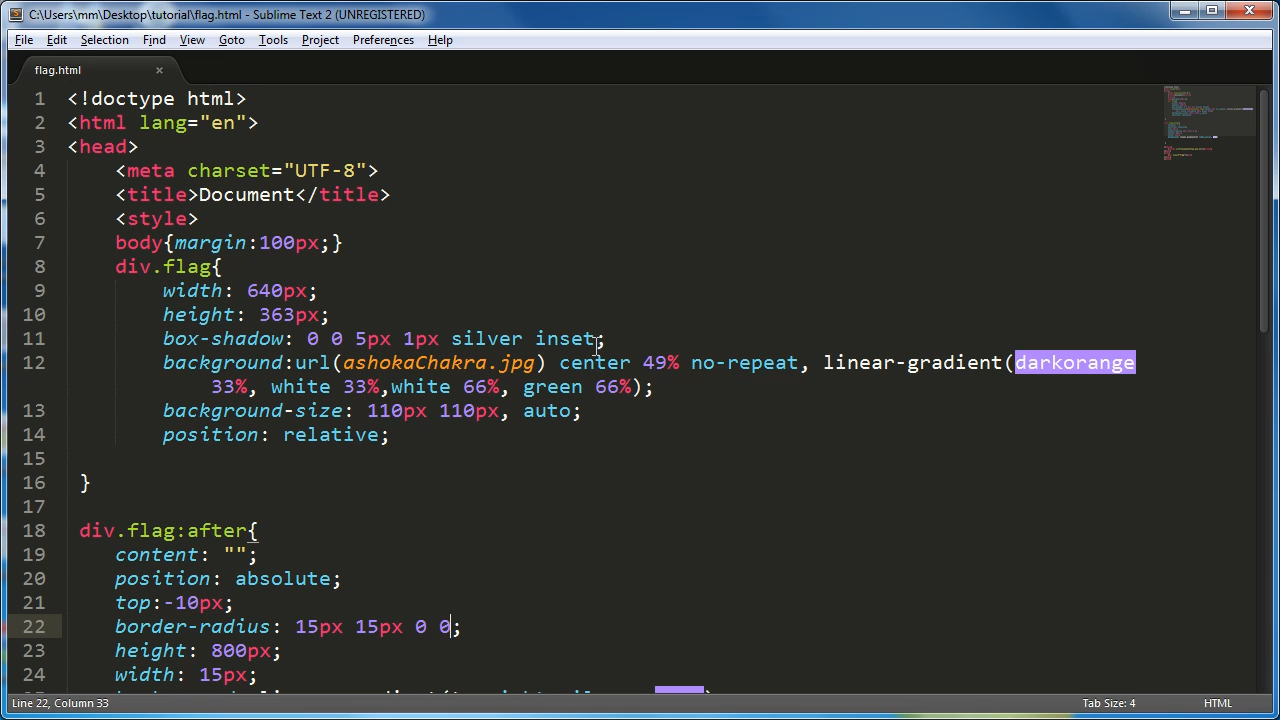 C:\Users\mm\Desktop\tutorial\flag.html - Sublime Text 2 (UNREGISTERED)
File Edit Selection Find View Goto Tools Project Preferences Help
flag.html ×
1 <!doctype html>
2 <html lang="en">
3 <head>
4 <meta charset="UTF-8">
5 <title>Document</title>
6 <style>
7 body{margin:100px;}
8 div.flag{
9 width: 640px;
10 height: 363px;
11 box-shadow: 0 0 5px 1px silver inset;
12 background:url(ashokaChakra.jpg) center 49% no-repeat, linear-gradient(darkorange
33%, white 33%,white 66%, green 66%);
13 background-size: 110px 110px, auto;
14 position: relative;
15
16 }
17
18 div.flag:after{
19 content: "";
20 position: absolute;
21 top:-10px;
22 border-radius: 15px 15px 0 0;
23 height: 800px;
24 width: 15px;
Line 22, Column 33 Tab Size: 4 HTML